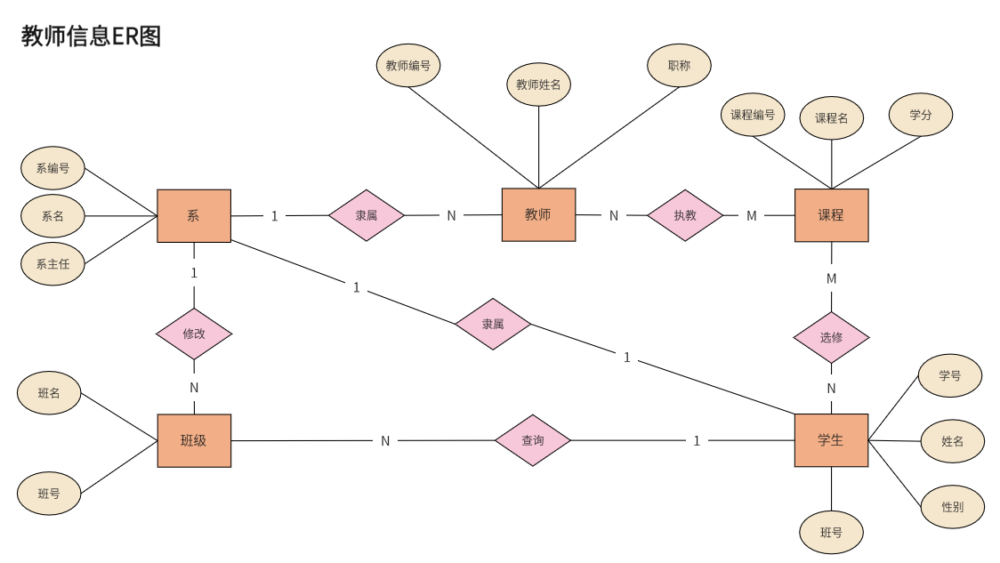 教师信息ER图
教师编号
教师姓名
职称
课程编号
课程名
学分
系编号
系名
系主任
系
1
隶属
N
教师
N
执教
M
课程
1
1
隶属
1
M
修改
选修
N
N
班名
班号
班级
N
查询
1
学生
学号
姓名
性别
班号